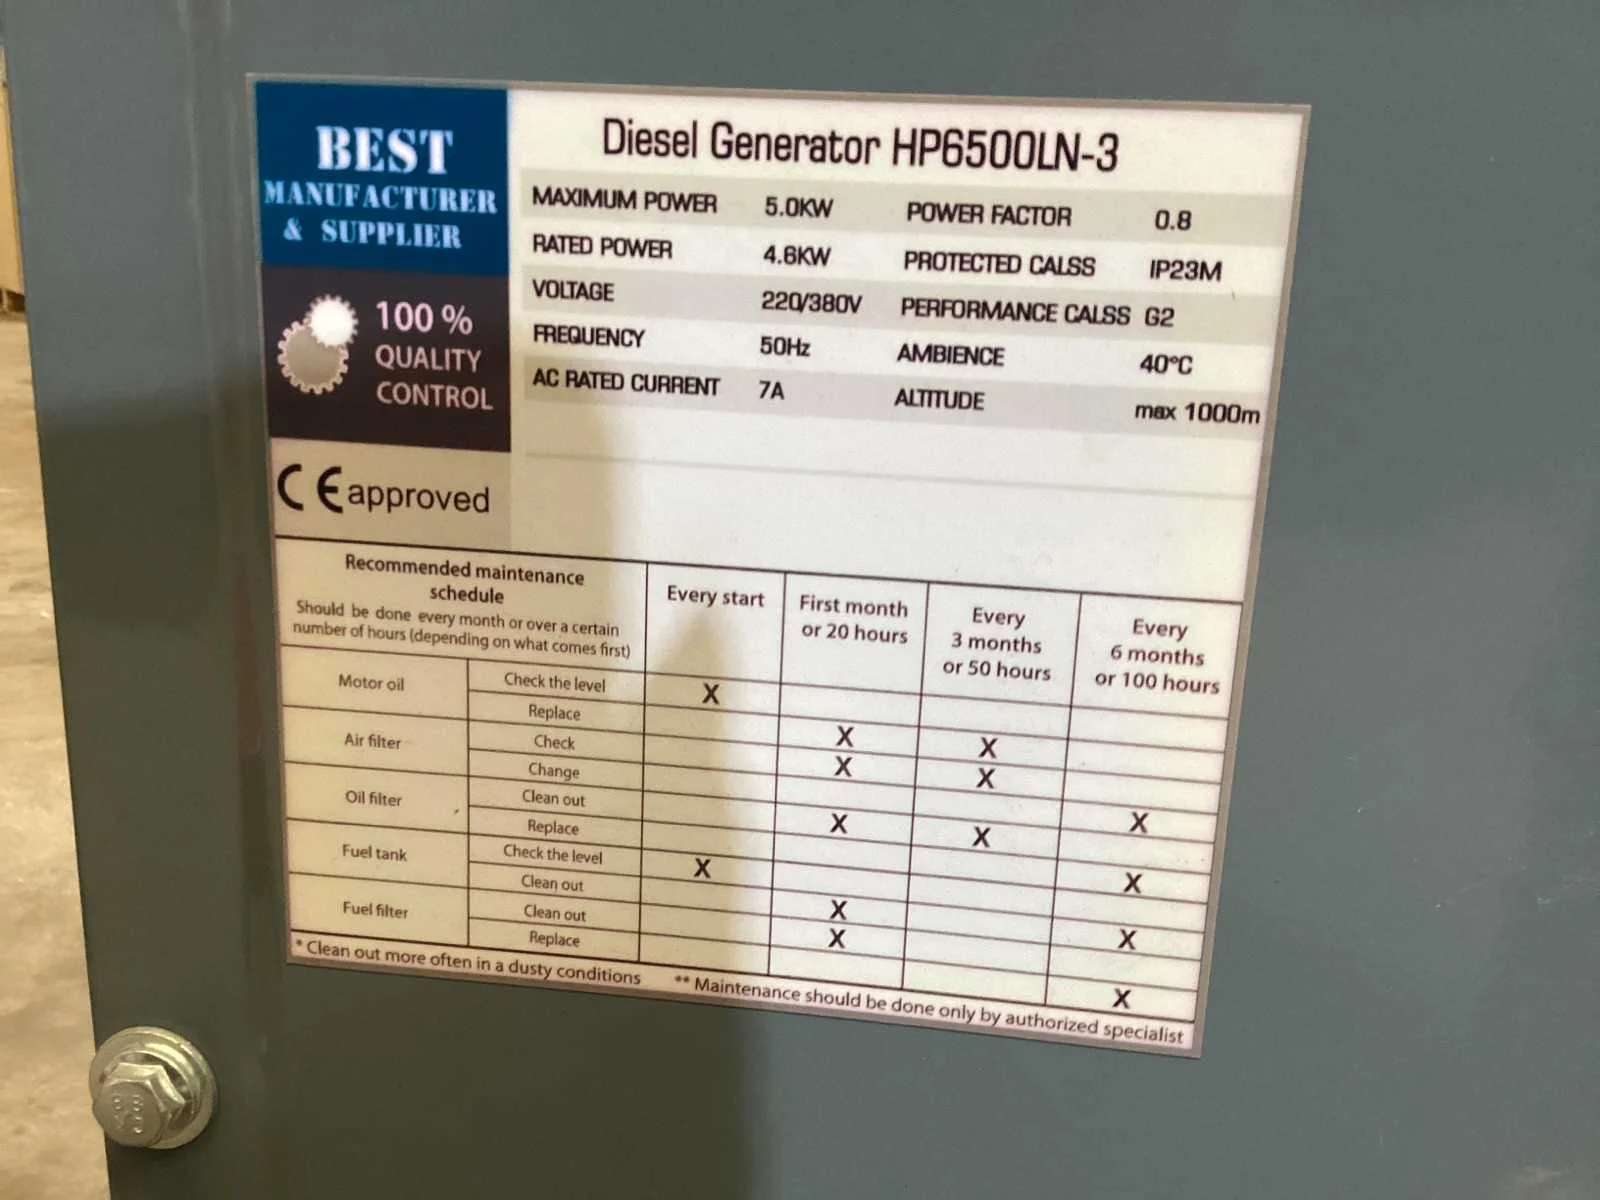 BEST
MANUFACTURER
& SUPPLIER
100 %
QUALITY
CONTROL
CE approved
Diesel Generator HP6500LN-3
MAXIMUM POWER 5.0KW POWER FACTOR 0.8
RATED POWER 4.6KW PROTECTED CALSS IP23M
VOLTAGE 220/380V PERFORMANCE CALSS G2
FREQUENCY 50Hz AMBIENCE 40°C
AC RATED CURRENT 7A ALTITUDE max 1000m
Recommended maintenance
schedule
Should be done every month or over a certain
number of hours (depending on what comes first)
Every start
First month
or 20 hours
Every
3 months
or 50 hours
Every
6 months
or 100 hours
Motor oil Check the level X
Replace X X
Air filter Check X X
Change X
Oil filter Clean out X X
Replace X
Fuel tank Check the level X
Clean out X X
Fuel filter Clean out X
Replace X
* Clean out more often in a dusty conditions ** Maintenance should be done only by authorized specialist
8.8